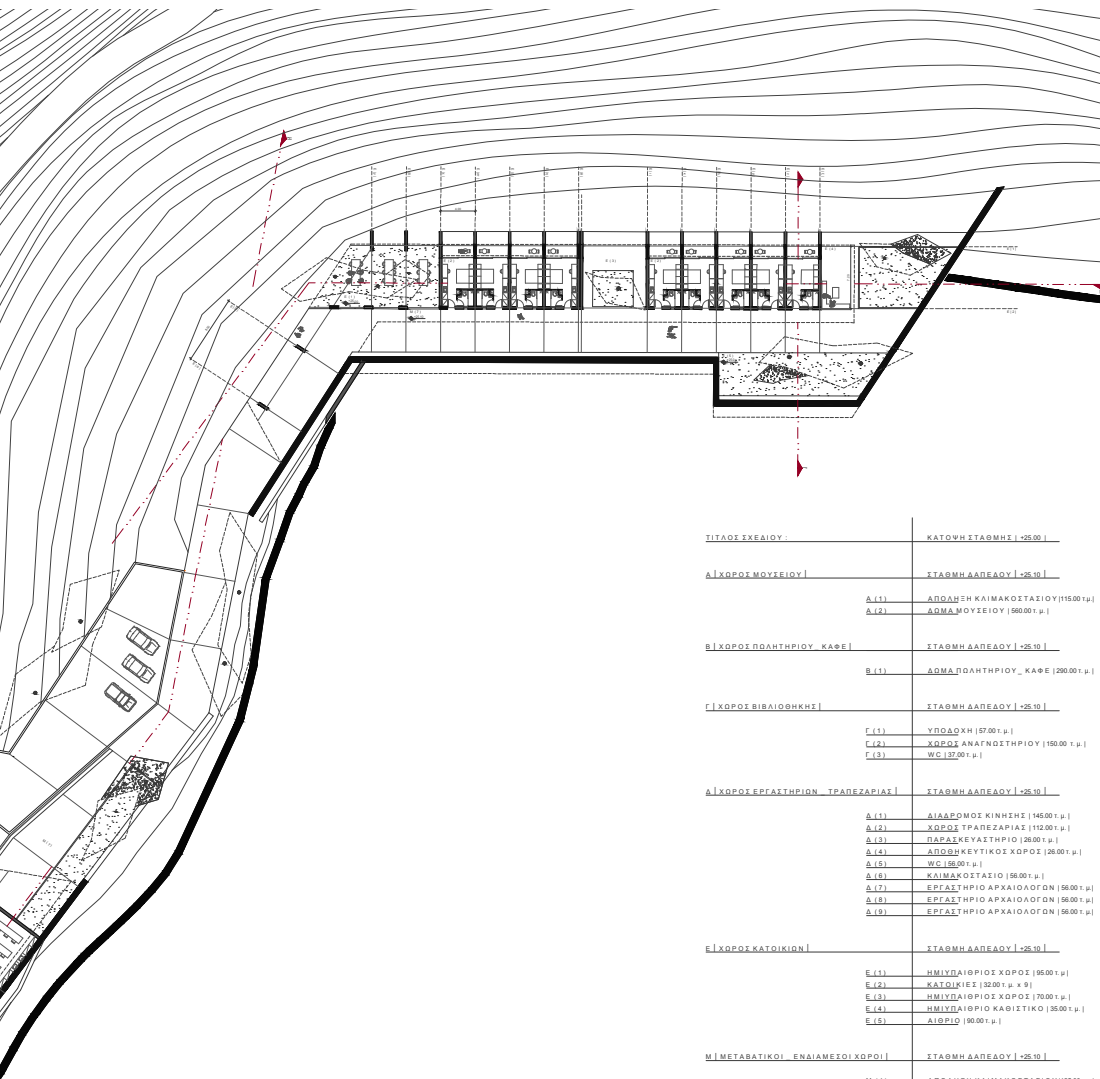 ΤΙΤΛΟΣ ΣΧΕΔΙΟΥ : ΚΑΤΟΨΗ ΣΤΑΘΜΗΣ | +25.00 |
Α | ΧΩΡΟΣ ΜΟΥΣΕΙΟΥ | ΣΤΑΘΜΗ ΔΑΠΕΔΟΥ | +25.10 |
Α (1) ΑΠΟΛΗΞΗ ΚΛΙΜΑΚΟΣΤΑΣΙΟΥ |115.00 τ.μ.|
Α (2) ΔΩΜΑ ΜΟΥΣΕΙΟΥ | 560.00 τ. μ. |
Β | ΧΩΡΟΣ ΠΩΛΗΤΗΡΙΟΥ _ ΚΑΦΕ | ΣΤΑΘΜΗ ΔΑΠΕΔΟΥ | +25.10 |
Β (1) ΔΩΜΑ ΠΩΛΗΤΗΡΙΟΥ _ ΚΑΦΕ | 290.00 τ. μ. |
Γ | ΧΩΡΟΣ ΒΙΒΛΙΟΘΗΚΗΣ | ΣΤΑΘΜΗ ΔΑΠΕΔΟΥ | +25.10 |
Γ (1) ΥΠΟΔΟΧΗ | 57.00 τ. μ. |
Γ (2) ΧΩΡΟΣ ΑΝΑΓΝΩΣΤΗΡΙΟΥ | 150.00 τ. μ. |
Γ (3) WC | 37.00 τ. μ. |
Δ | ΧΩΡΟΣ ΕΡΓΑΣΤΗΡΙΩΝ _ ΤΡΑΠΕΖΑΡΙΑΣ | ΣΤΑΘΜΗ ΔΑΠΕΔΟΥ | +25.10 |
Δ (1) ΔΙΑΔΡΟΜΟΣ ΚΙΝΗΣΗΣ | 145.00 τ. μ. |
Δ (2) ΧΩΡΟΣ ΤΡΑΠΕΖΑΡΙΑΣ | 112.00 τ. μ. |
Δ (3) ΠΑΡΑΣΚΕΥΑΣΤΗΡΙΟ | 26.00 τ. μ. |
Δ (4) ΑΠΟΘΗΚΕΥΤΙΚΟΣ ΧΩΡΟΣ | 26.00 τ. μ. |
Δ (5) WC | 56.00 τ. μ. |
Δ (6) ΚΛΙΜΑΚΟΣΤΑΣΙΟ | 56.00 τ. μ. |
Δ (7) ΕΡΓΑΣΤΗΡΙΟ ΑΡΧΑΙΟΛΟΓΩΝ | 56.00 τ. μ. |
Δ (8) ΕΡΓΑΣΤΗΡΙΟ ΑΡΧΑΙΟΛΟΓΩΝ | 56.00 τ. μ. |
Δ (9) ΕΡΓΑΣΤΗΡΙΟ ΑΡΧΑΙΟΛΟΓΩΝ | 56.00 τ. μ. |
Ε | ΧΩΡΟΣ ΚΑΤΟΙΚΙΩΝ | ΣΤΑΘΜΗ ΔΑΠΕΔΟΥ | +25.10 |
Ε (1) ΗΜΙΥΠΑΙΘΡΙΟΣ ΧΩΡΟΣ | 95.00 τ. μ |
Ε (2) ΚΑΤΟΙΚΙΕΣ | 32.00 τ. μ. x 9 |
Ε (3) ΗΜΙΥΠΑΙΘΡΙΟΣ ΧΩΡΟΣ | 70.00 τ. μ. |
Ε (4) ΗΜΙΥΠΑΙΘΡΙΟ ΚΑΘΙΣΤΙΚΟ | 35.00 τ. μ. |
Ε (5) ΑΙΘΡΙΟ | 90.00 τ. μ. |
Μ | ΜΕΤΑΒΑΤΙΚΟΙ _ ΕΝΔΙΑΜΕΣΟΙ ΧΩΡΟΙ | ΣΤΑΘΜΗ ΔΑΠΕΔΟΥ | +25.10 |